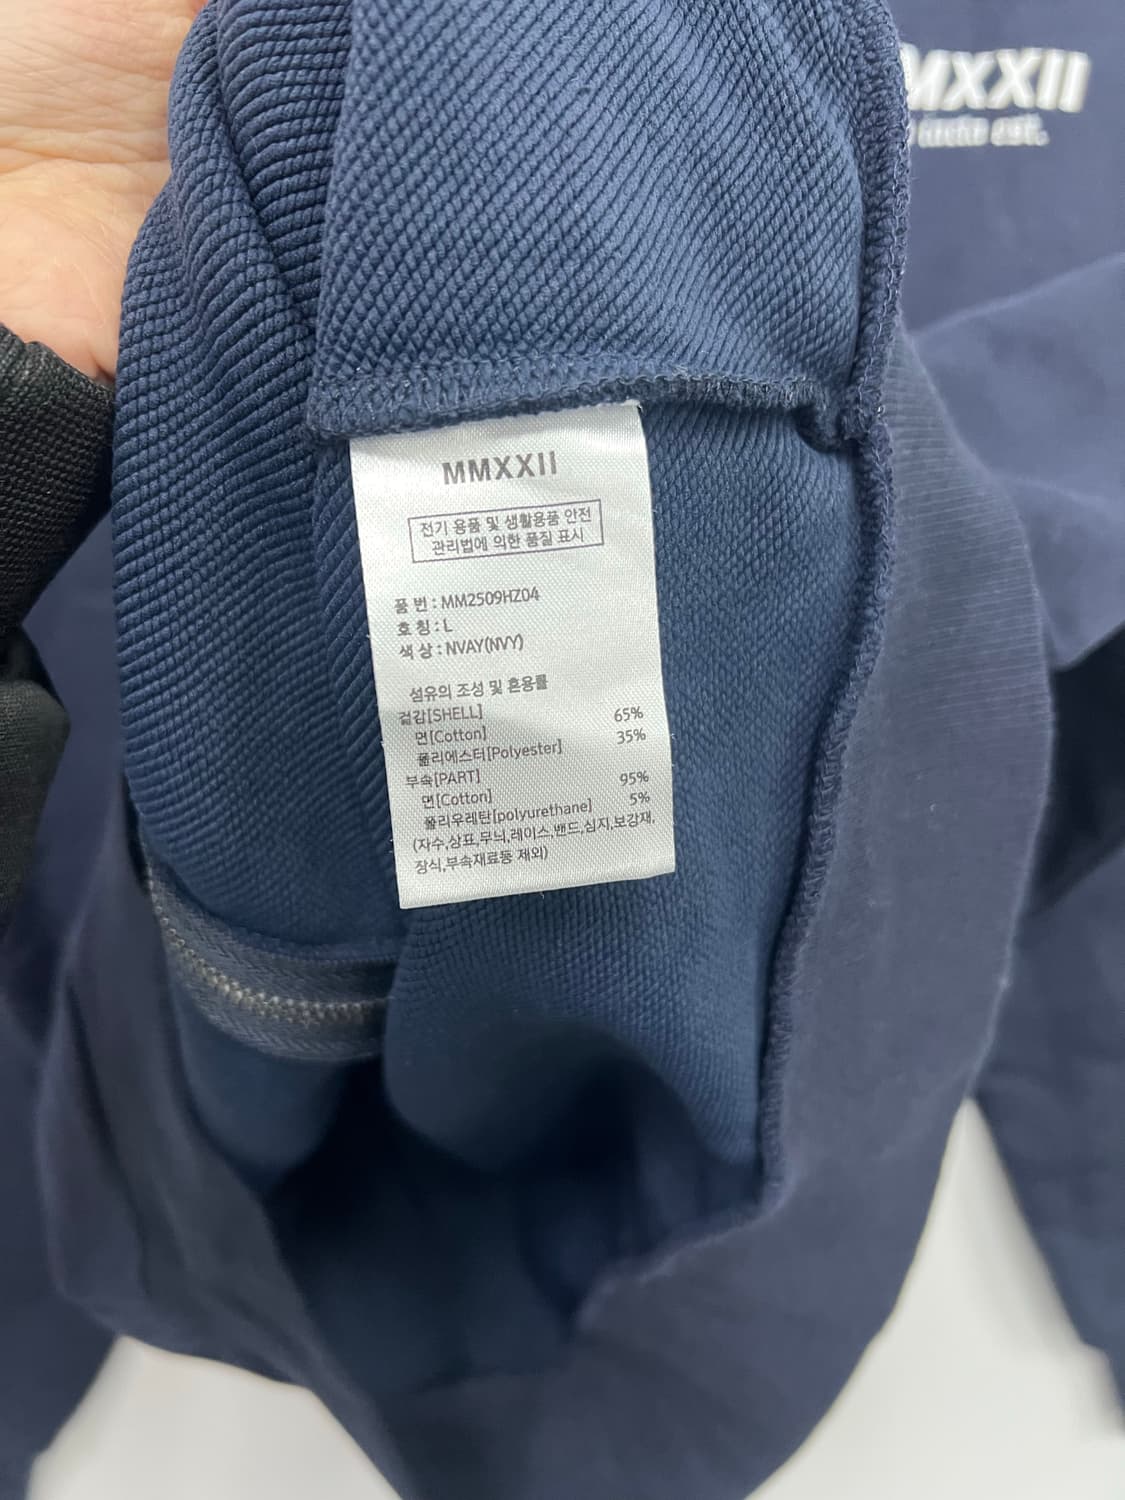 MXXII
est.
MMXXII
전기 용품 및 생활용품 안전
관리법에 의한 품질 표시
품 번 : MM2509HZ04
호 칭 : L
색 상 : NVAY(NVY)
섬유의 조성 및 혼용률
겉감[SHELL]
면[Cotton] 65%
폴리에스터[Polyester] 35%
부속[PART]
면[Cotton] 95%
폴리우레탄[polyurethane] 5%
(자수,상표,무늬,레이스,밴드,심지,보강재,
장식,부속재료등 제외)